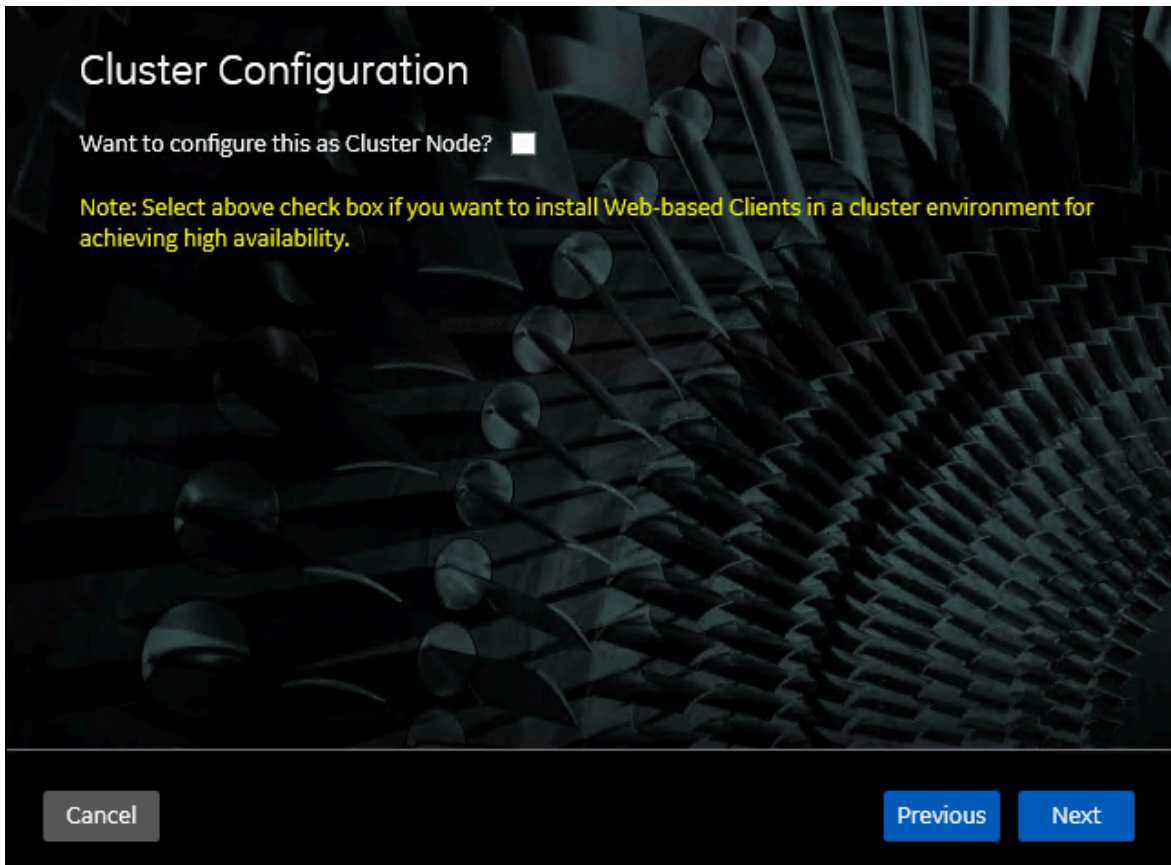 Cluster Configuration
Want to configure this as Cluster Node?
Note: Select above check box if you want to install Web-based Clients in a cluster environment for
achieving high availability.
Cancel
Previous
Next